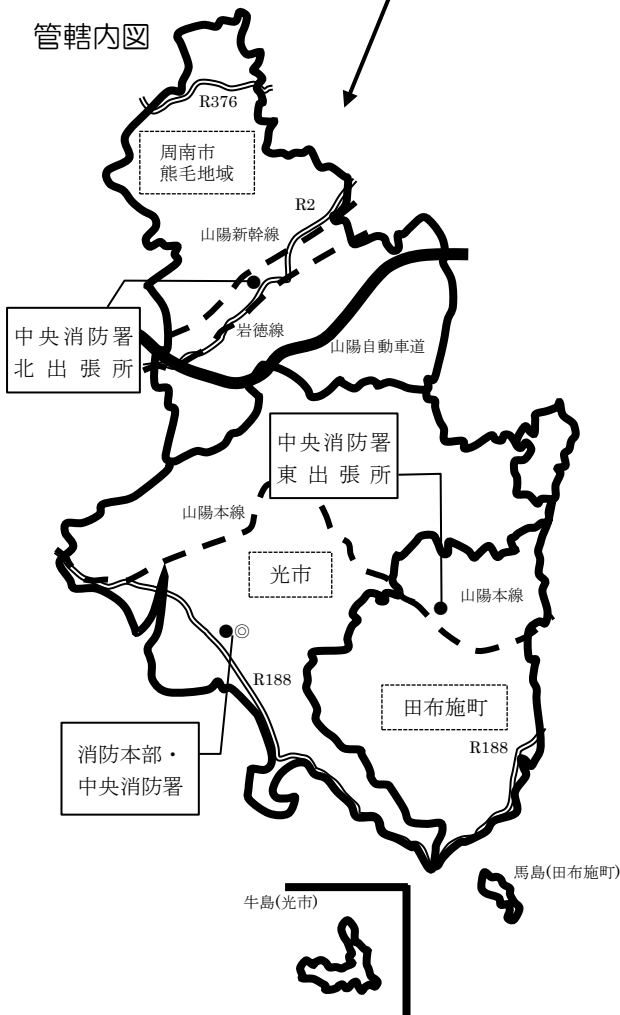 管轄内図
R376
周南市
熊毛地域
R2
山陽新幹線
中央消防署
北出張所
岩徳線
山陽自動車道
中央消防署
東出張所
山陽本線
光市
山陽本線
◎
R188
田布施町
消防本部・
中央消防署
R188
馬島(田布施町)
牛島(光市)